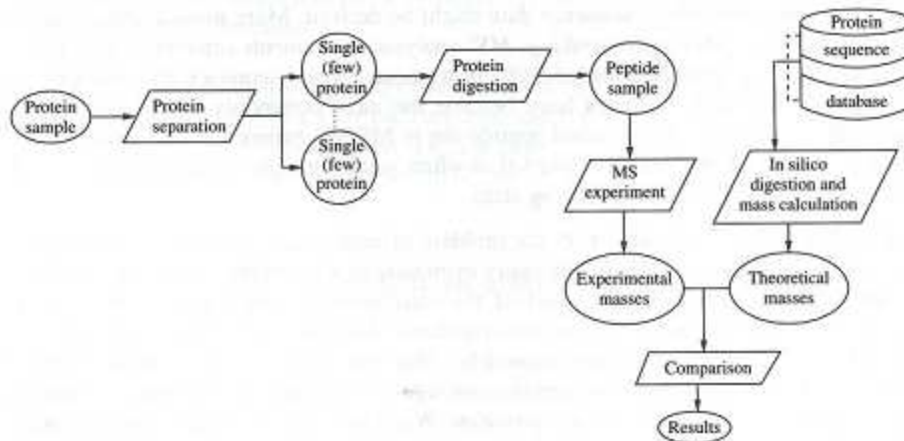 Protein
sample
Protein
separation
Single
(few)
protein
Single
(few)
protein
Protein
digestion
Peptide
sample
MS
experiment
Experimental
masses
Protein
sequence
database
In silico
digestion and
mass calculation
Theoretical
masses
Comparison
Results